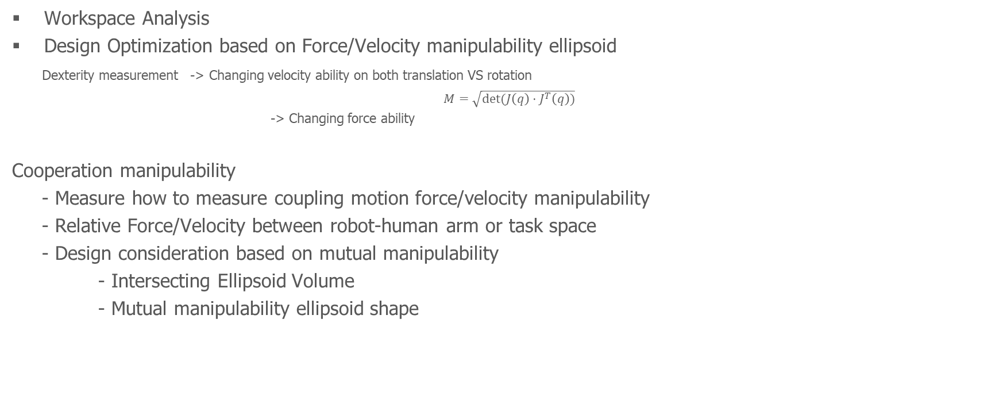 ▪ Workspace Analysis
▪ Design Optimization based on Force/Velocity manipulability ellipsoid
Dexterity measurement -> Changing velocity ability on both translation VS rotation
M = √det(J(q) · Jᵀ(q))
-> Changing force ability
Cooperation manipulability
- Measure how to measure coupling motion force/velocity manipulability
- Relative Force/Velocity between robot-human arm or task space
- Design consideration based on mutual manipulability
- Intersecting Ellipsoid Volume
- Mutual manipulability ellipsoid shape